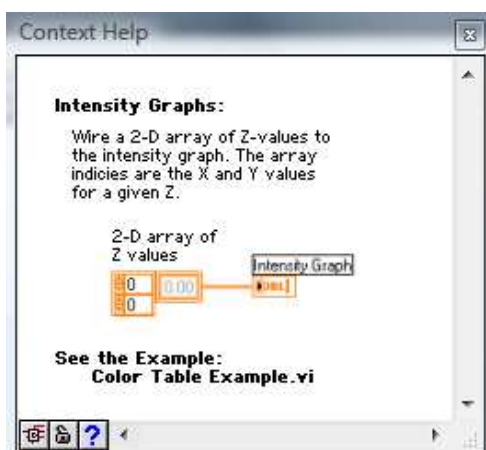 Context Help
Intensity Graphs:
Wire a 2-D array of Z-values to
the intensity graph. The array
indicies are the X and Y values
for a given Z.
2-D array of
Z values
Intensity Graph
0
0.00
DBL
0
See the Example:
Color Table Example.vi
?